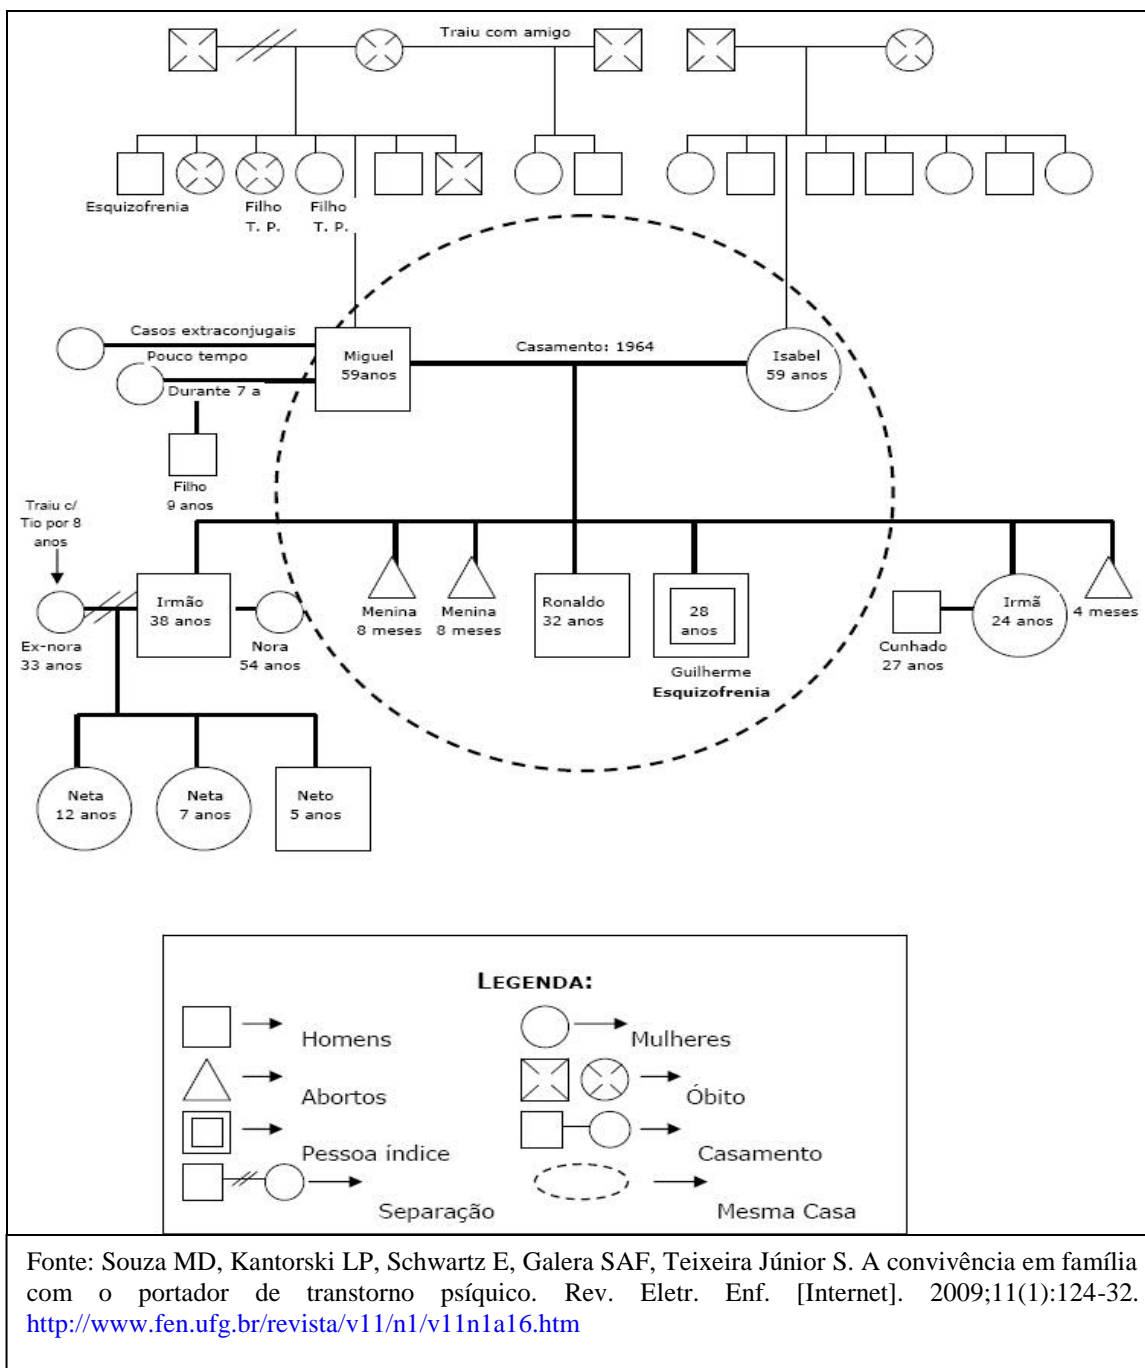 Traiu com amigo
Esquizofrenia
Filho
T. P.
Filho
T. P.
Casos extraconjugais
Pouco tempo
Durante 7 a
Miguel
59anos
Casamento: 1964
Isabel
59 anos
Filho
9 anos
Traiu c/
Tio por 8
anos
Ex-nora
33 anos
Irmão
38 anos
Nora
54 anos
Menina
8 meses
Menina
8 meses
Ronaldo
32 anos
28
anos
Guilherme
Esquizofrenia
Cunhado
27 anos
Irmã
24 anos
4 meses
Neta
12 anos
Neta
7 anos
Neto
5 anos
LEGENDA:
Homens
Mulheres
Abortos
Óbito
Pessoa índice
Casamento
Separação
Mesma Casa
Fonte: Souza MD, Kantorski LP, Schwartz E, Galera SAF, Teixeira Júnior S. A convivência em família
com o portador de transtorno psíquico. Rev. Eletr. Enf. [Internet]. 2009;11(1):124-32.
http://www.fen.ufg.br/revista/v11/n1/v11n1a16.htm